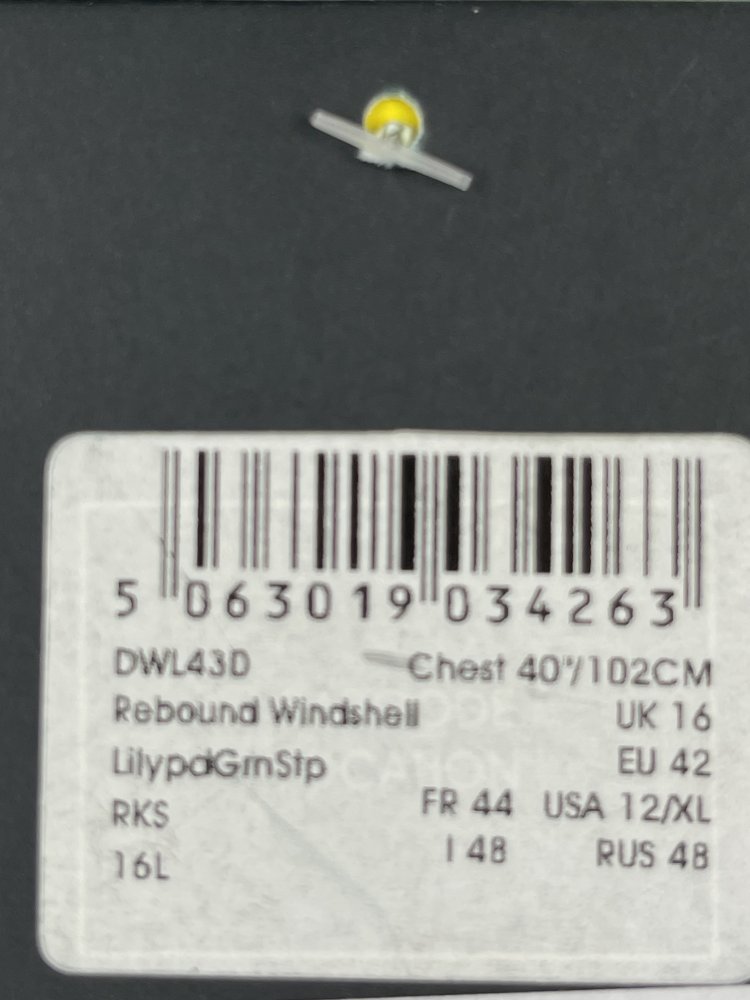 5 063019 034263
DWL43D Chest 40"/102CM
Rebound Windshell UK 16
LilypdGrnStp EU 42
RKS FR 44 USA 12/XL
16L I 48 RUS 48